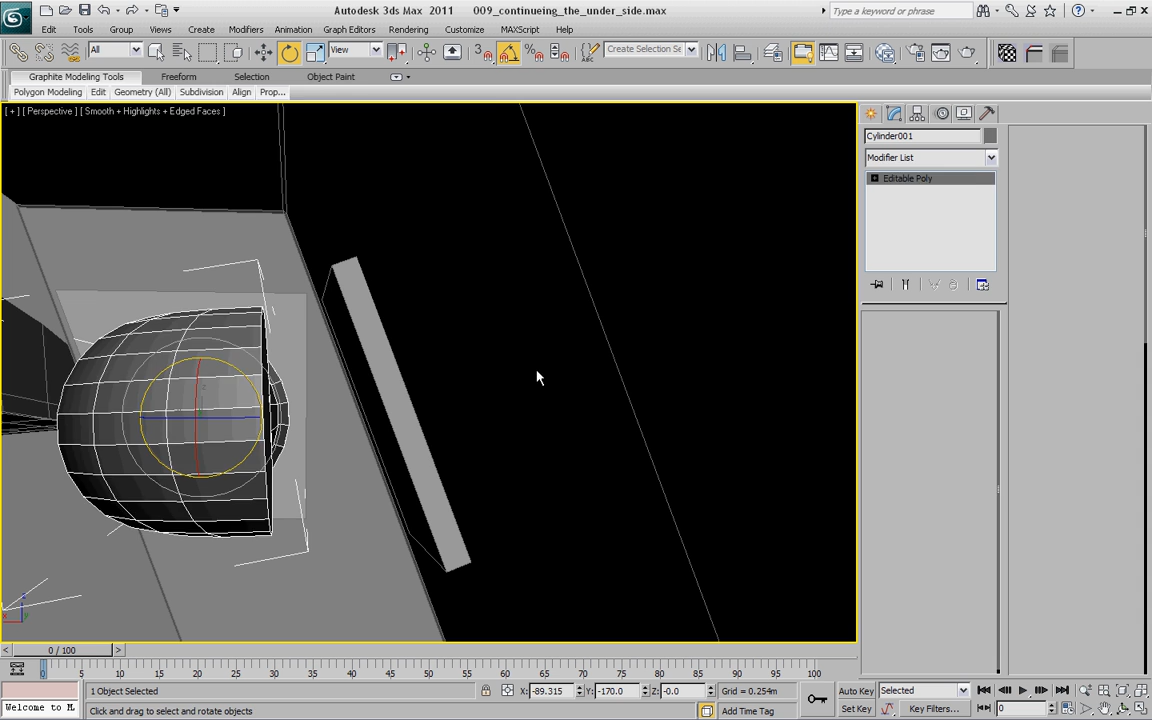 Autodesk 3ds Max 2011 009_continueing_the_under_side.max
Type a keyword or phrase
Edit Tools Group Views Create Modifiers Animation Graph Editors Rendering Customize MAXScript Help
All View Create Selection Se
Graphite Modeling Tools Freeform Selection Object Paint
Polygon Modeling Edit Geometry (All) Subdivision Align Prop...
[ + ] [ Perspective ] [ Smooth + Highlights + Edged Faces ]
Cylinder001
Modifier List
Editable Poly
0 / 100
0 5 10 15 20 25 30 35 40 45 50 55 60 65 70 75 80 85 90 95 100
1 Object Selected X: -89.315 Y: -170.0 Z: -0.0 Grid = 0.254m Auto Key Selected
Welcome to M Click and drag to select and rotate objects Add Time Tag Set Key Key Filters... 0